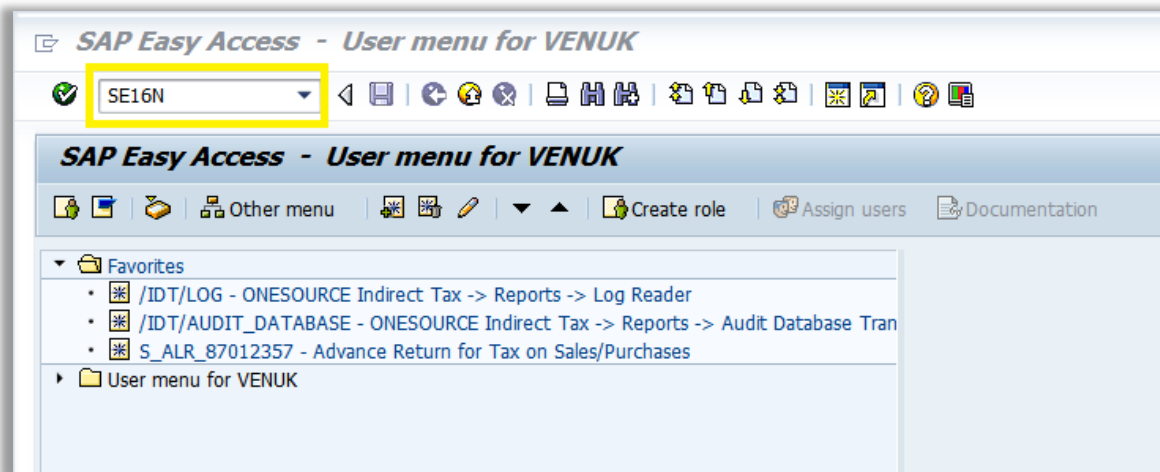 SAP Easy Access - User menu for VENUK
SE16N
SAP Easy Access - User menu for VENUK
Other menu Create role Assign users Documentation
Favorites
/IDT/LOG - ONESOURCE Indirect Tax -> Reports -> Log Reader
/IDT/AUDIT_DATABASE - ONESOURCE Indirect Tax -> Reports -> Audit Database Tran
S_ALR_87012357 - Advance Return for Tax on Sales/Purchases
User menu for VENUK